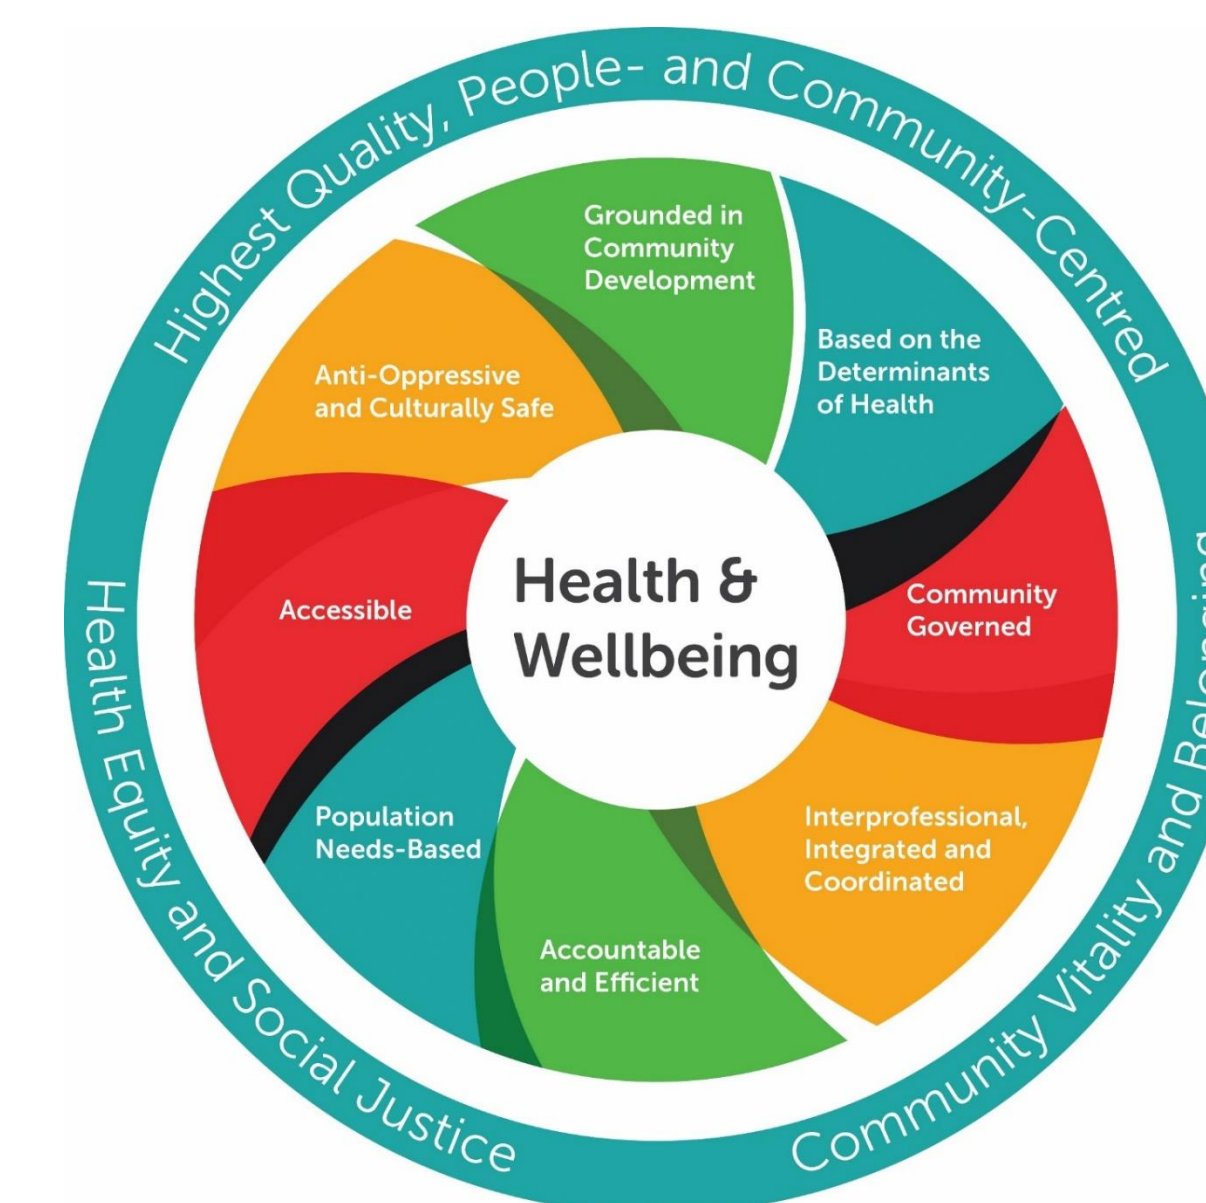 Highest Quality, People- and Community-Centred
Grounded in
Community
Development
Based on the
Determinants
of Health
Anti-Oppressive
and Culturally Safe
Health &
Wellbeing
Community
Governed
Accessible
Interprofessional,
Integrated and
Coordinated
Population
Needs-Based
Accountable
and Efficient
Health Equity and Social Justice
Community Vitality and Belonging